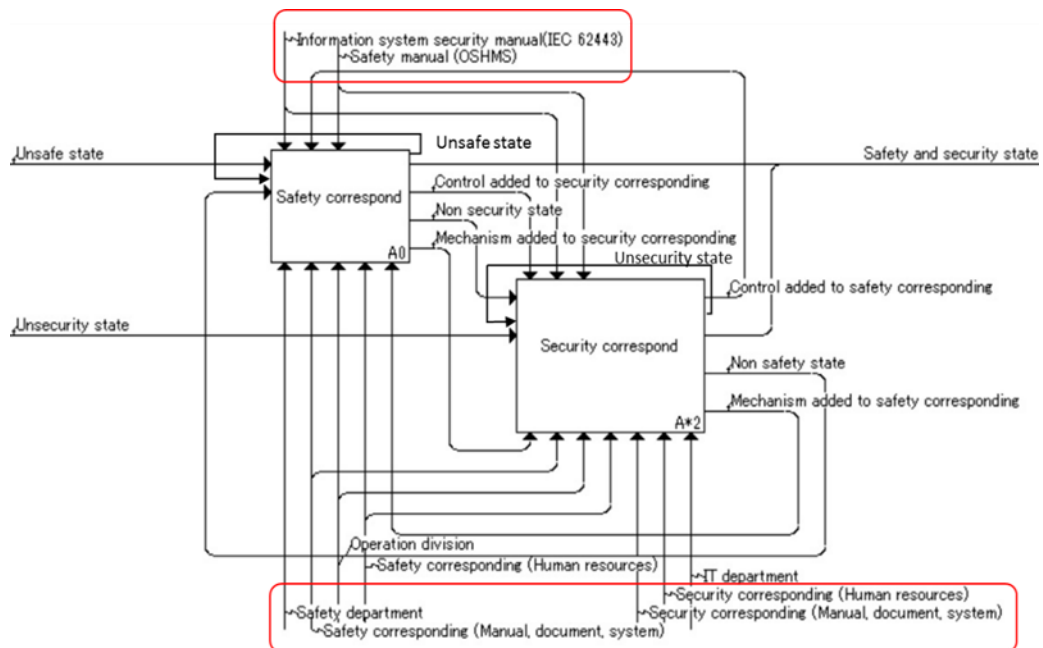 Information system security manual(IEC 62443)
Safety manual (OSHMS)
Unsafe state
Unsafe state
Safety and security state
Safety correspond
Control added to security corresponding
Non security state
Mechanism added to security corresponding
A0
Unsecurity state
Control added to safety corresponding
Unsecurity state
Security correspond
Non safety state
Mechanism added to safety corresponding
A*2
Operation division
Safety corresponding (Human resources)
IT department
Security corresponding (Human resources)
Safety department
Security corresponding (Manual, document, system)
Safety corresponding (Manual, document, system)